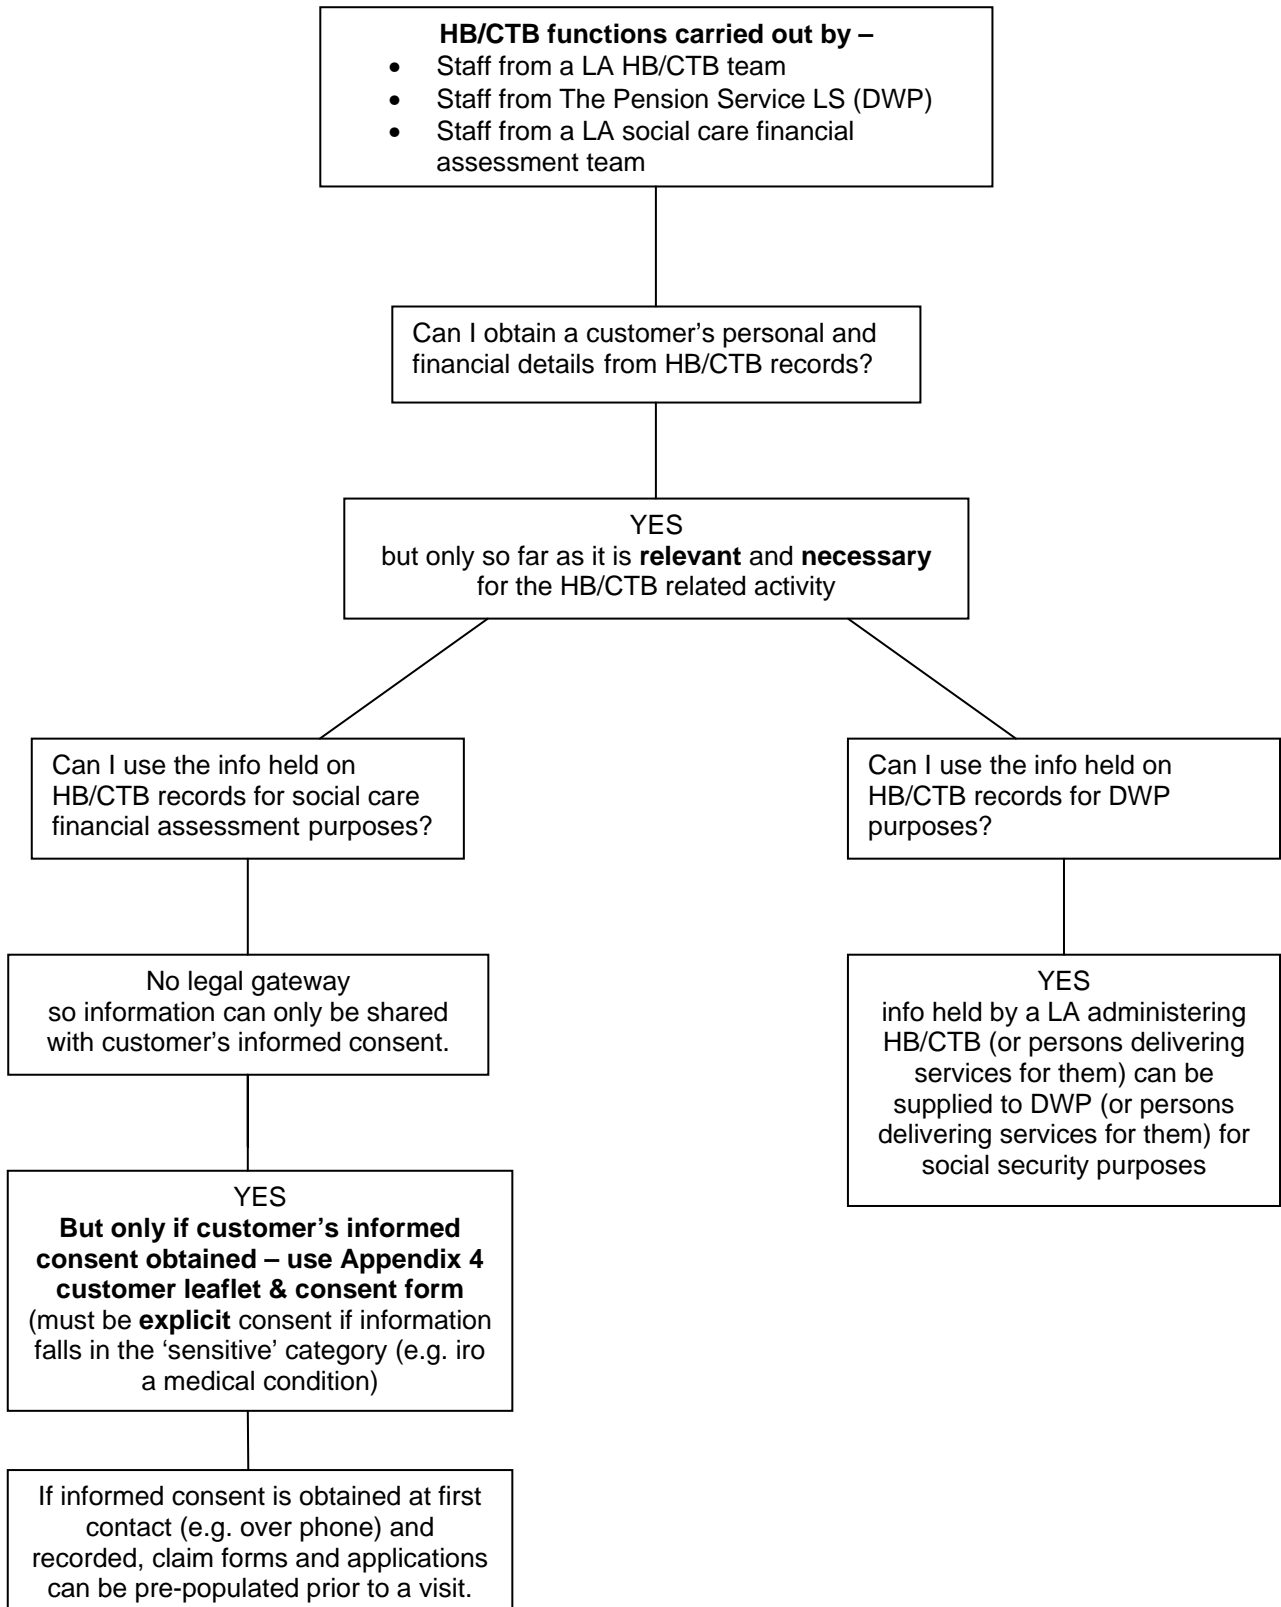 HB/CTB functions carried out by –
• Staff from a LA HB/CTB team
• Staff from The Pension Service LS (DWP)
• Staff from a LA social care financial
assessment team
Can I obtain a customer's personal and
financial details from HB/CTB records?
YES
but only so far as it is relevant and necessary
for the HB/CTB related activity
Can I use the info held on
HB/CTB records for social care
financial assessment purposes?
Can I use the info held on
HB/CTB records for DWP
purposes?
No legal gateway
so information can only be shared
with customer's informed consent.
YES
info held by a LA administering
HB/CTB (or persons delivering
services for them) can be
supplied to DWP (or persons
delivering services for them) for
social security purposes
YES
But only if customer's informed
consent obtained – use Appendix 4
customer leaflet & consent form
(must be explicit consent if information
falls in the 'sensitive' category (e.g. iro
a medical condition)
If informed consent is obtained at first
contact (e.g. over phone) and
recorded, claim forms and applications
can be pre-populated prior to a visit.